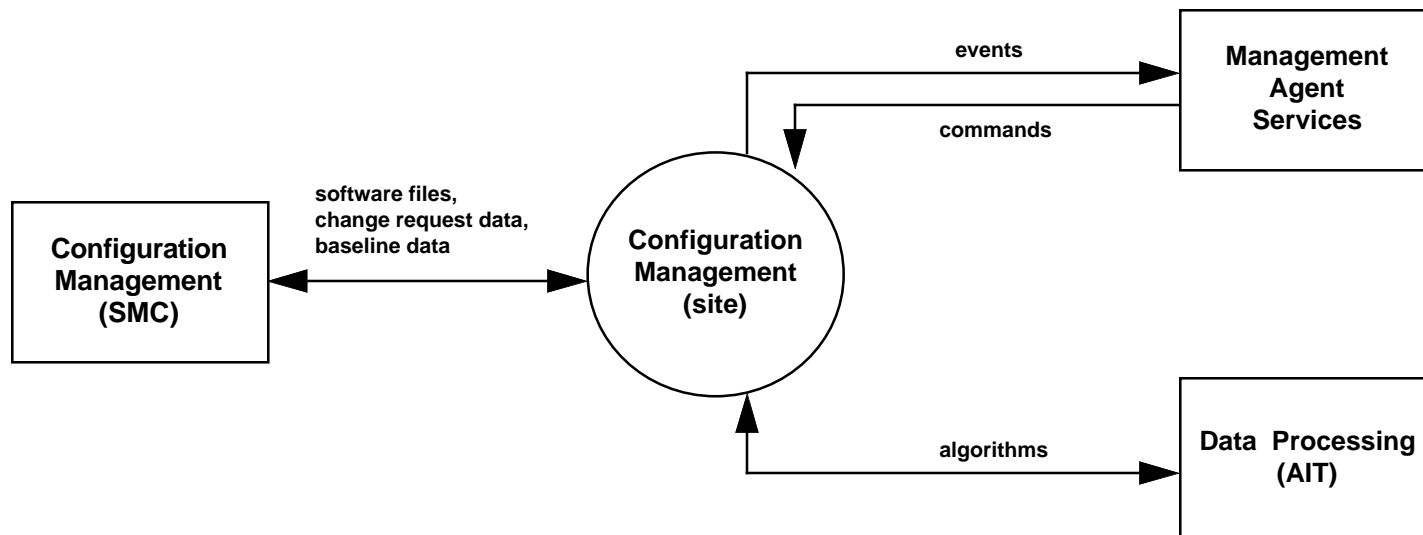 events
Management
Agent
Services
commands
software files,
change request data,
baseline data
Configuration
Management
(SMC)
Configuration
Management
(site)
algorithms
Data Processing
(AIT)